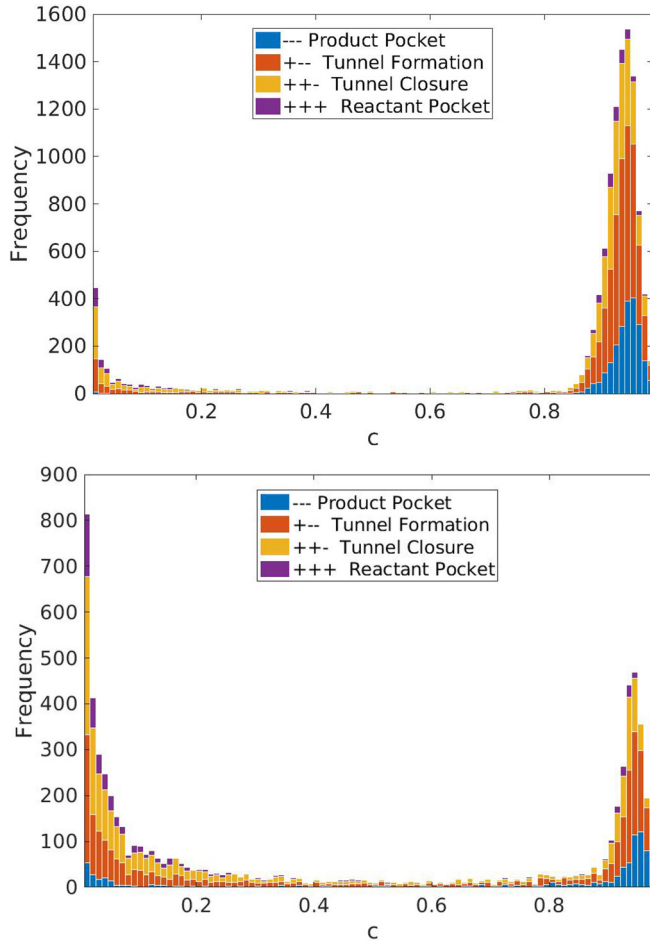 1600
1400
1200
1000
800
600
400
200
0
Frequency
--- Product Pocket
+-- Tunnel Formation
++- Tunnel Closure
+++ Reactant Pocket
0.2 0.4 0.6 0.8
c
900
800
700
600
500
400
300
200
100
0
Frequency
--- Product Pocket
+-- Tunnel Formation
++- Tunnel Closure
+++ Reactant Pocket
0.2 0.4 0.6 0.8
c